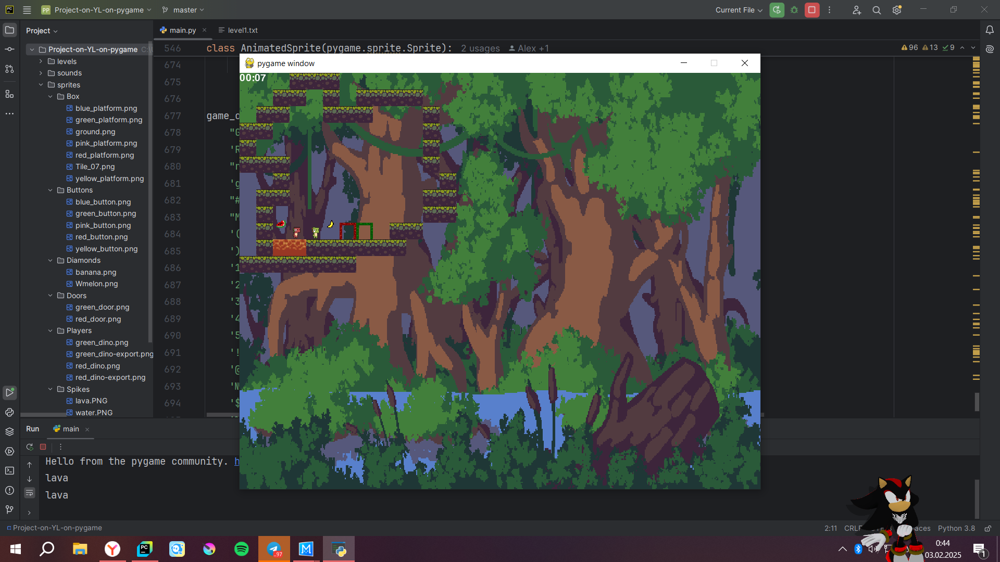 PC
PP Project-on-YL-on-pygame
master
Current File
Project
main.py
level1.txt
Project-on-YL-on-pygame
levels
sounds
sprites
Box
blue_platform.png
green_platform.png
ground.png
pink_platform.png
red_platform.png
Tile_07.png
yellow_platform.png
Buttons
blue_button.png
green_button.png
pink_button.png
red_button.png
yellow_button.png
Diamonds
banana.png
Wmelon.png
Doors
green_door.png
red_door.png
Players
green_dino.png
green_dino-export.png
red_dino.png
red_dino-export.png
Spikes
lava.PNG
water.PNG
546 class AnimatedSprite(pygame.sprite.Sprite): 2 usages Alex +1
96 13 9
pygame window
00:07
674
675
676
677 game_
678 "G
679 'R
680 "n
681 'g
682 "#
683 "M
684 '(
685 ')
686 '1
687 '2
688 '3
689 '4
690 '5
691 '!
692 '@
693 'N
694 '$
Run
main
Hello from the pygame community. h
lava
lava
Project-on-YL-on-pygame
2:11 CRLF
Python 3.8
PC
..97
M
0:44
03.02.2025
1